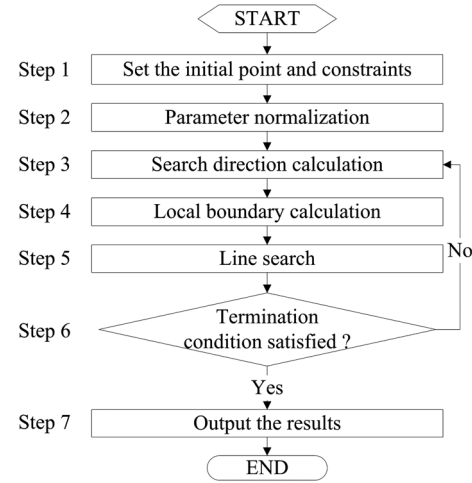 START
Step 1 Set the initial point and constraints
Step 2 Parameter normalization
Step 3 Search direction calculation
Step 4 Local boundary calculation
Step 5 Line search
No
Step 6 Termination
condition satisfied ?
Yes
Step 7 Output the results
END